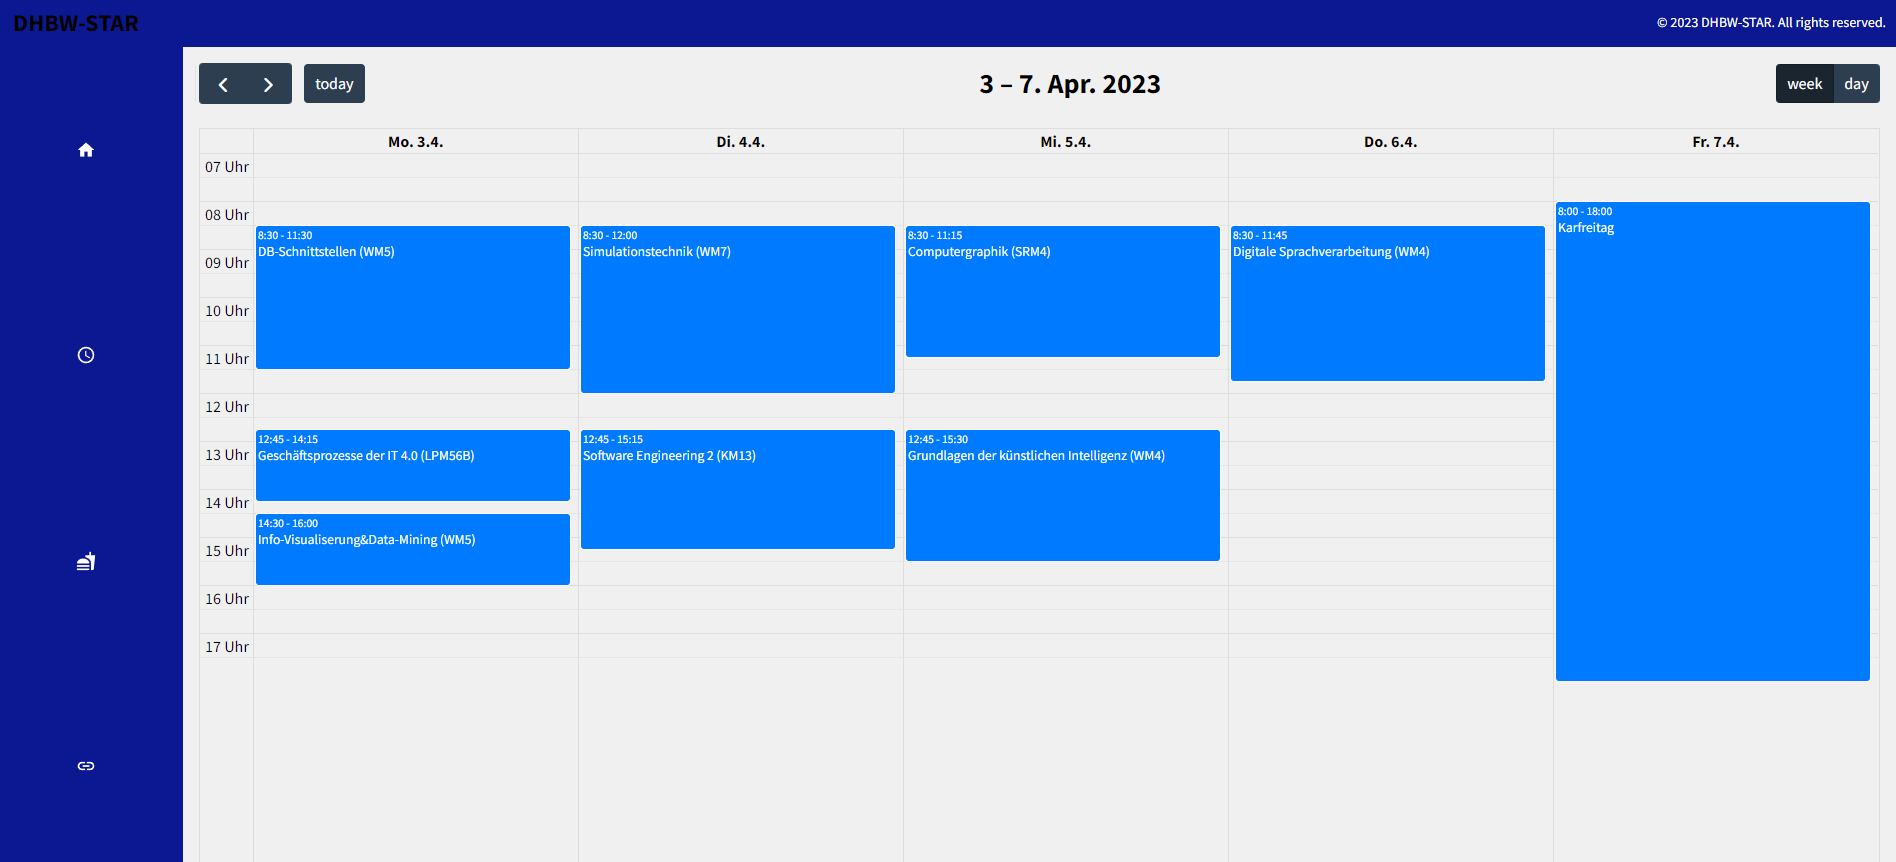 DHBW-STAR
© 2023 DHBW-STAR. All rights reserved.
today
3 – 7. Apr. 2023
week
day
Mo. 3.4.
Di. 4.4.
Mi. 5.4.
Do. 6.4.
Fr. 7.4.
07 Uhr
08 Uhr
09 Uhr
10 Uhr
11 Uhr
12 Uhr
13 Uhr
14 Uhr
15 Uhr
16 Uhr
17 Uhr
8:30 - 11:30
DB-Schnittstellen (WM5)
12:45 - 14:15
Geschäftsprozesse der IT 4.0 (LPM56B)
14:30 - 16:00
Info-Visualiserung&Data-Mining (WM5)
8:30 - 12:00
Simulationstechnik (WM7)
12:45 - 15:15
Software Engineering 2 (KM13)
8:30 - 11:15
Computergraphik (SRM4)
12:45 - 15:30
Grundlagen der künstlichen Intelligenz (WM4)
8:30 - 11:45
Digitale Sprachverarbeitung (WM4)
8:00 - 18:00
Karfreitag